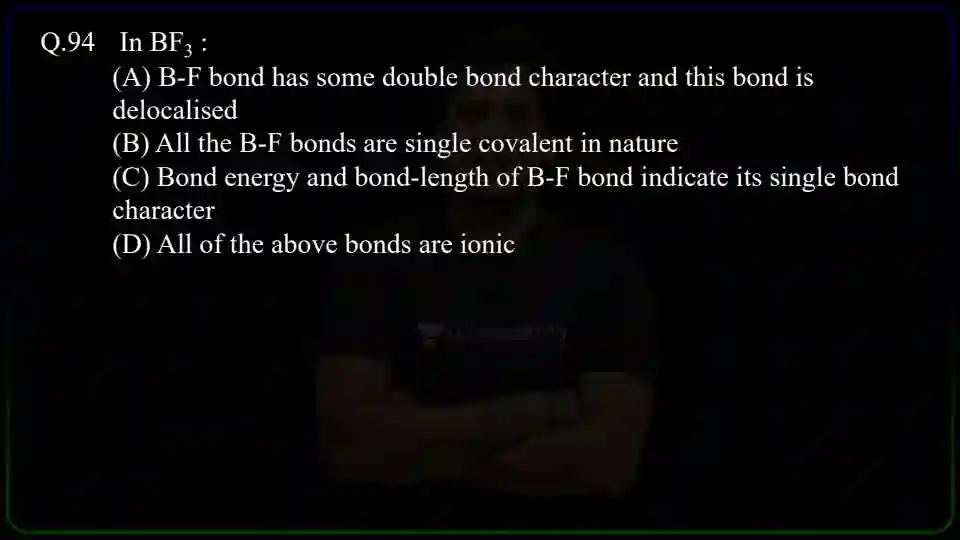 Q.94 In BF₃ :
(A) B-F bond has some double bond character and this bond is
delocalised
(B) All the B-F bonds are single covalent in nature
(C) Bond energy and bond-length of B-F bond indicate its single bond
character
(D) All of the above bonds are ionic